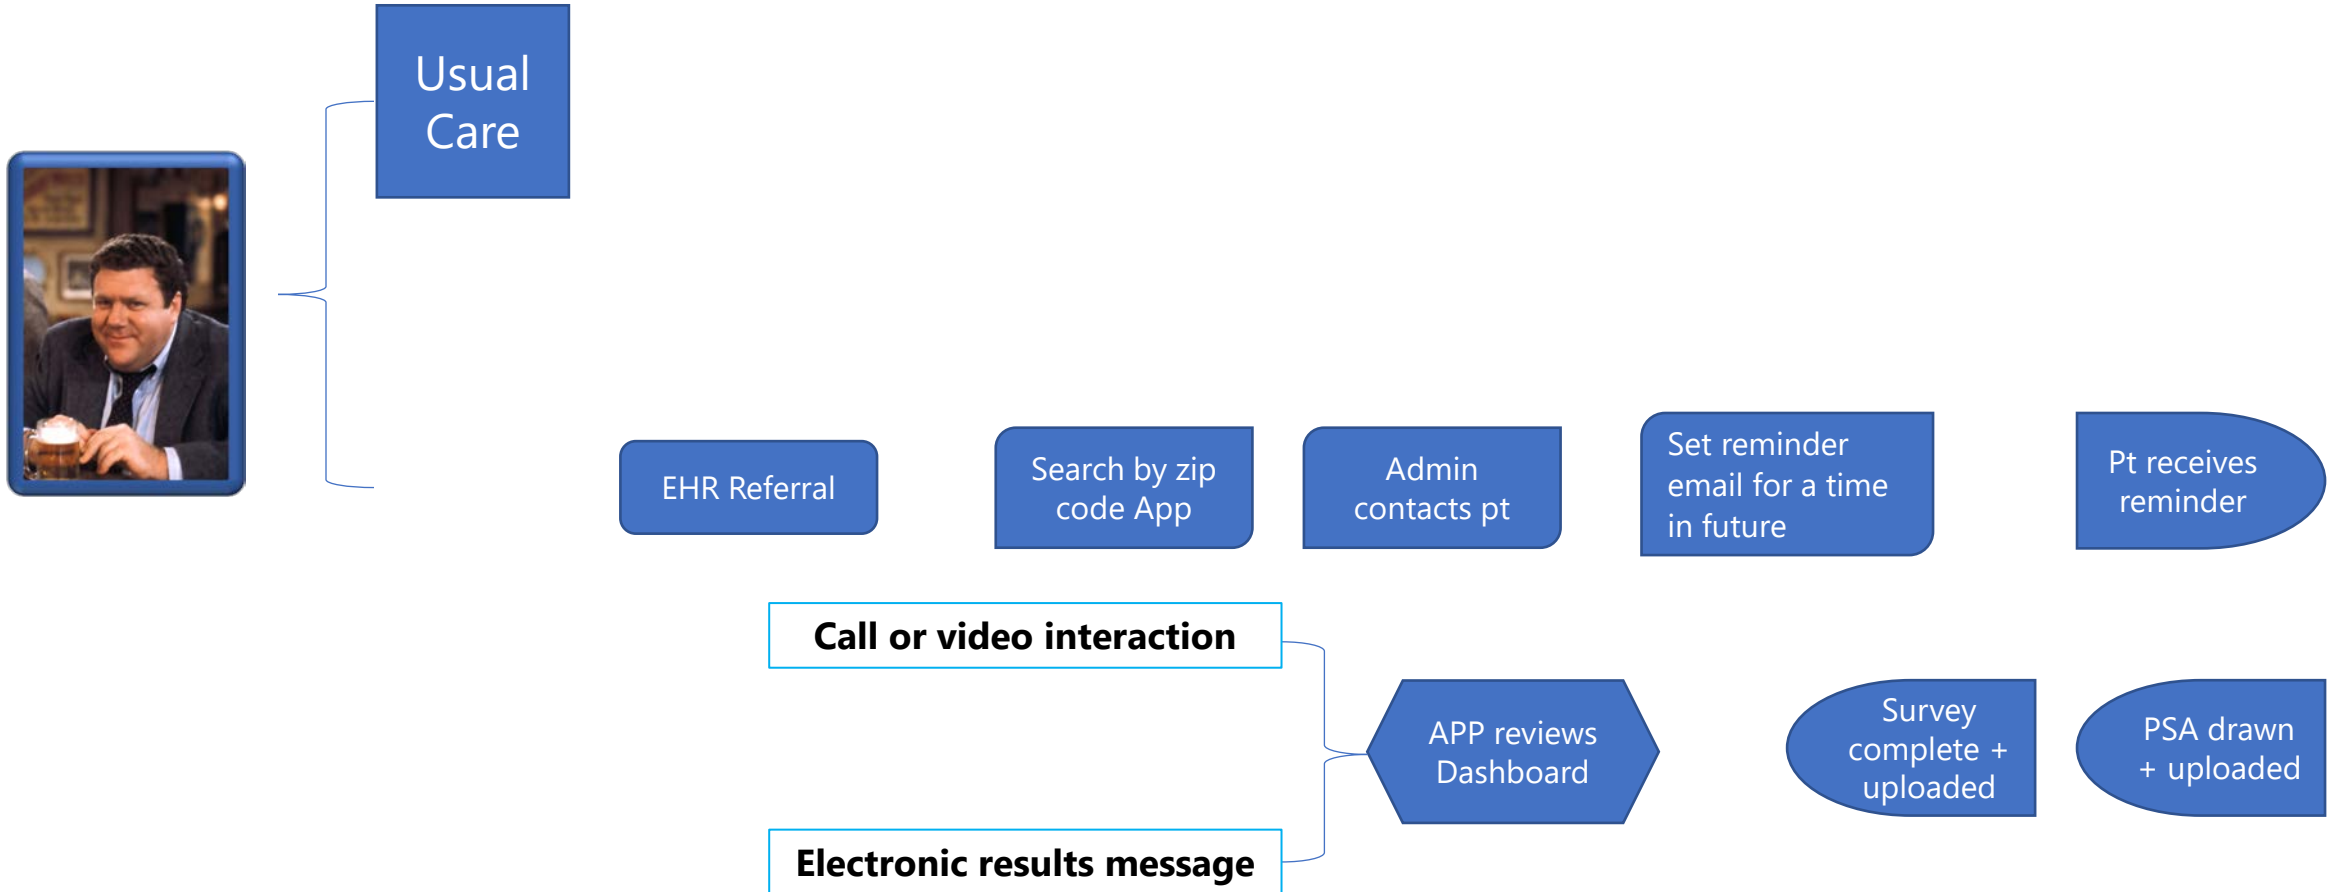 Usual
Care
EHR Referral
Search by zip
code App
Admin
contacts pt
Set reminder
email for a time
in future
Pt receives
reminder
Call or video interaction
APP reviews
Dashboard
Survey
complete +
uploaded
PSA drawn
+ uploaded
Electronic results message